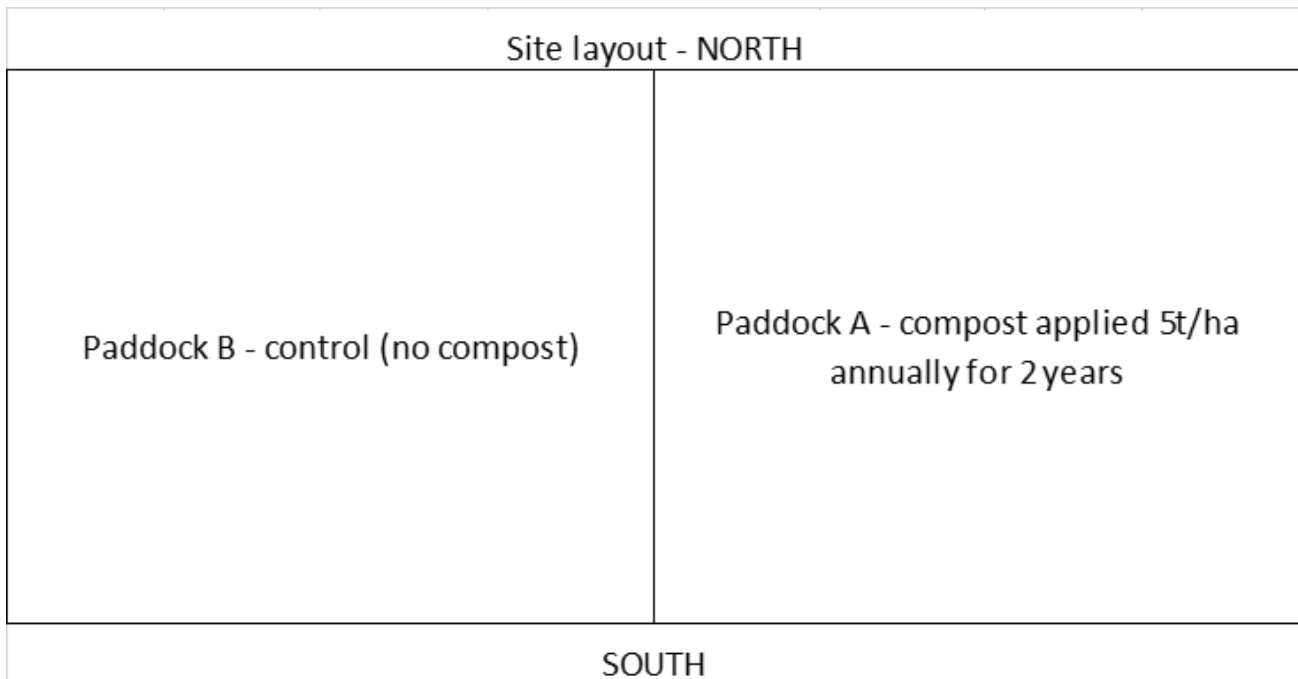 Site layout - NORTH
Paddock B - control (no compost)
Paddock A - compost applied 5t/ha
annually for 2 years
SOUTH